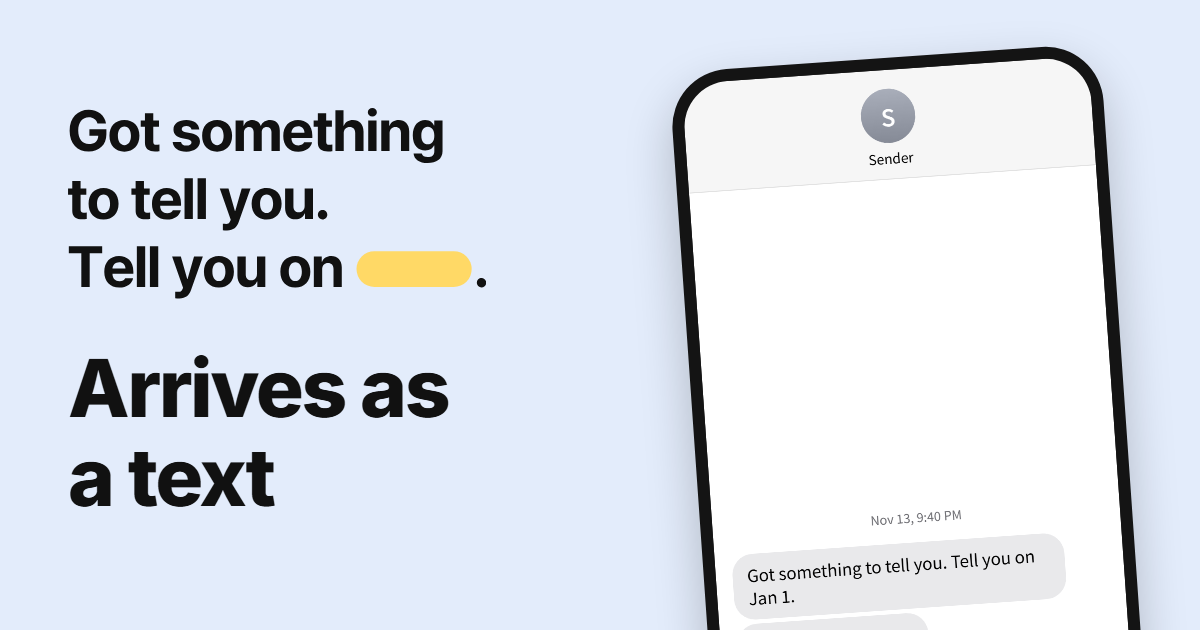 Got something
to tell you.
Tell you on .
Arrives as
a text
S
Sender
Nov 13, 9:40 PM
Got something to tell you. Tell you on
Jan 1.